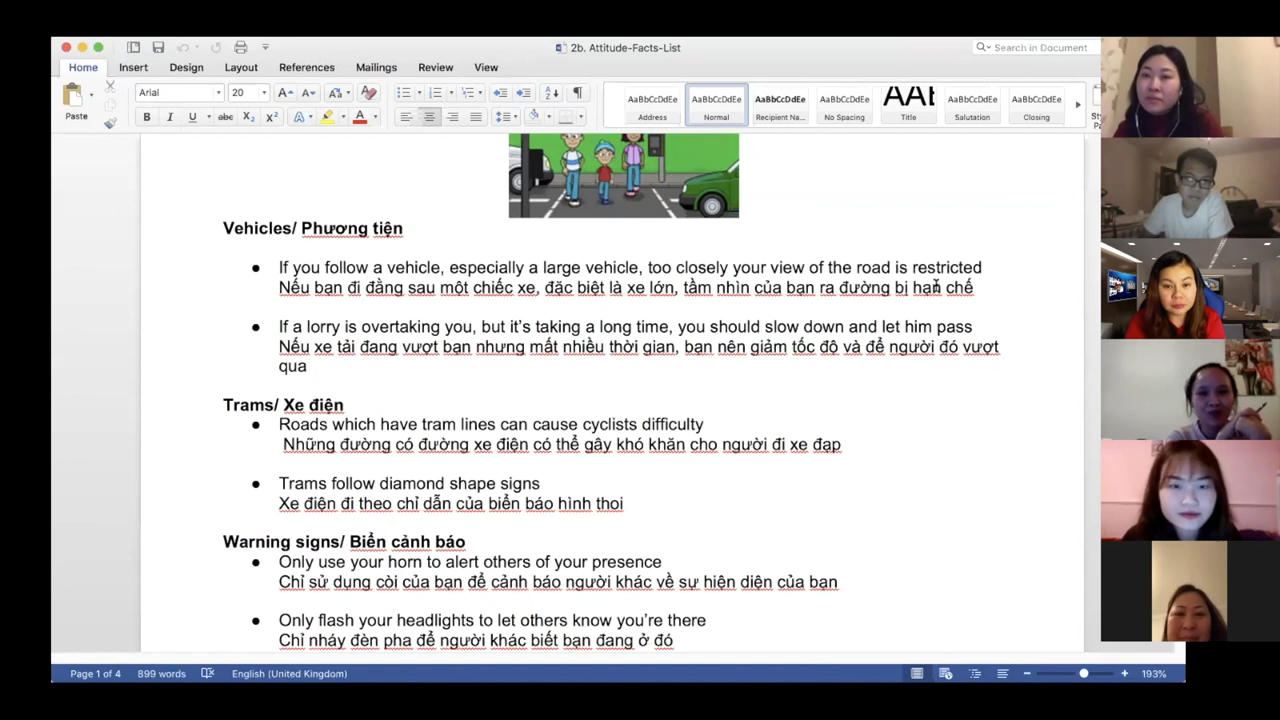 2b. Attitude-Facts-List
Search in Document
Home Insert Design Layout References Mailings Review View
Paste
Arial 20
AaBbCcDdEe AaBbCcDdEe AaBbCcDdEe AaBbCcDdEe AaBbCcDdEe AaBbCcDdEe
Address Normal Recipient Na... No Spacing Title Salutation Closing
Vehicles/ Phương tiện
● If you follow a vehicle, especially a large vehicle, too closely your view of the road is restricted
Nếu bạn đi đằng sau một chiếc xe, đặc biệt là xe lớn, tầm nhìn của bạn ra đường bị hạn chế
● If a lorry is overtaking you, but it's taking a long time, you should slow down and let him pass
Nếu xe tải đang vượt bạn nhưng mất nhiều thời gian, bạn nên giảm tốc độ và để người đó vượt
qua
Trams/ Xe điện
● Roads which have tram lines can cause cyclists difficulty
Những đường có đường xe điện có thể gây khó khăn cho người đi xe đạp
● Trams follow diamond shape signs
Xe điện đi theo chỉ dẫn của biển báo hình thoi
Warning signs/ Biển cảnh báo
● Only use your horn to alert others of your presence
Chỉ sử dụng còi của bạn để cảnh báo người khác về sự hiện diện của bạn
● Only flash your headlights to let others know you're there
Chỉ nháy đèn pha để người khác biết bạn đang ở đó
Page 1 of 4 899 words English (United Kingdom) 193%